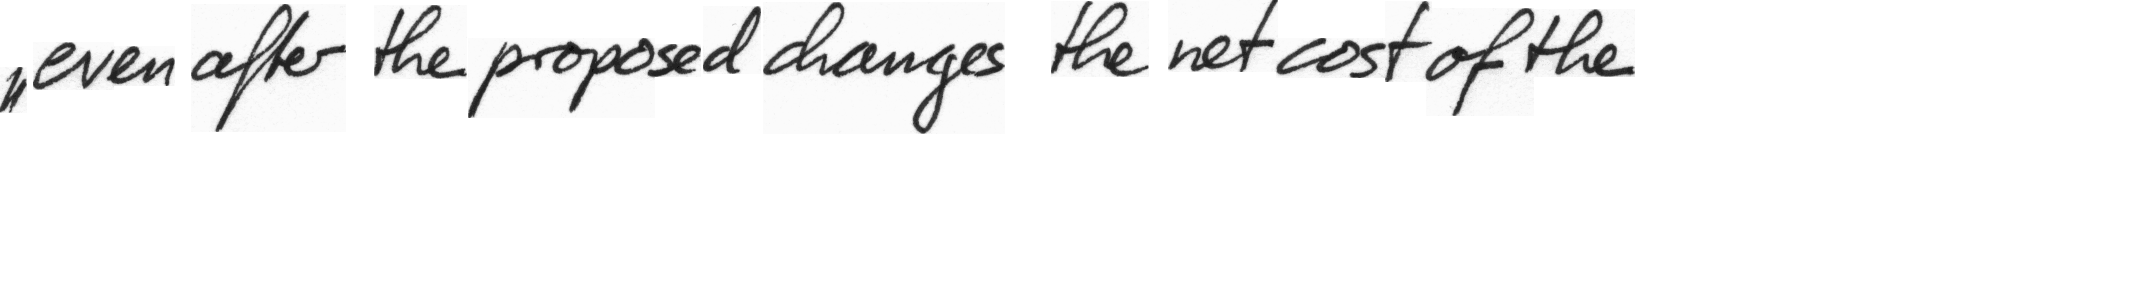 „even after the proposed changes the net cost of the